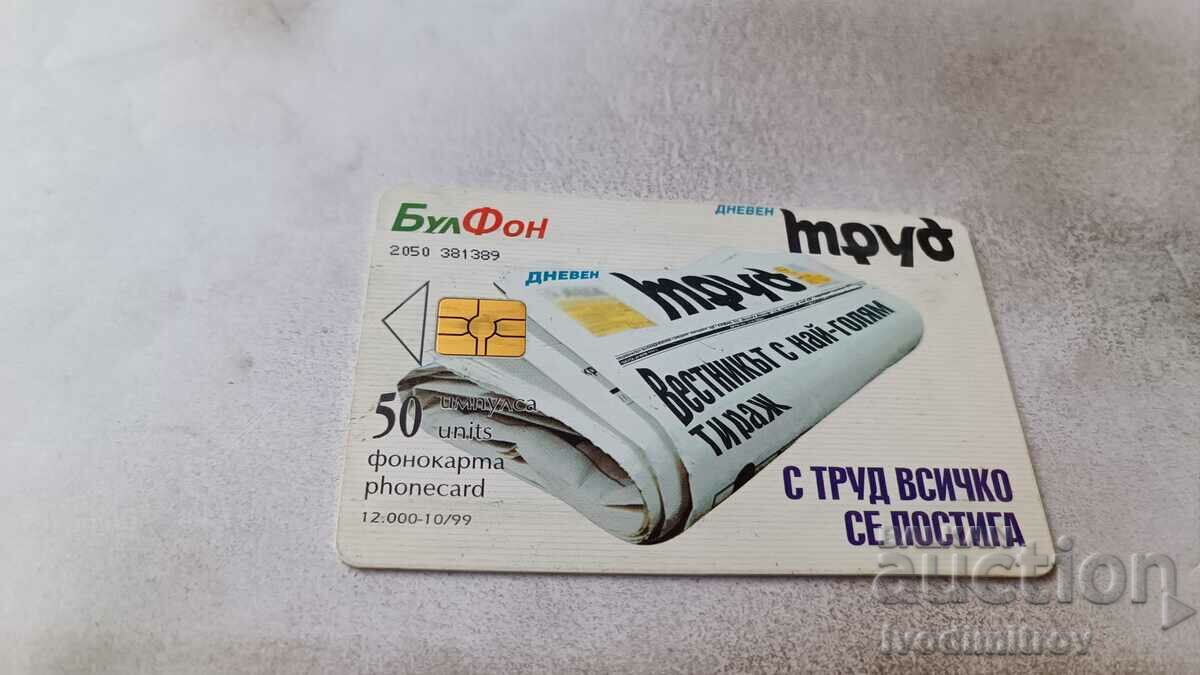 БулФон
2050 381389
ДНЕВЕН
труд
ДНЕВЕН
труд
Вестникът с най-голям
тираж
50 импулса
units
фонокарта
phonecard
12.000-10/99
С ТРУД ВСИЧКО
СЕ ПОСТИГА
auction
ivodimitrov